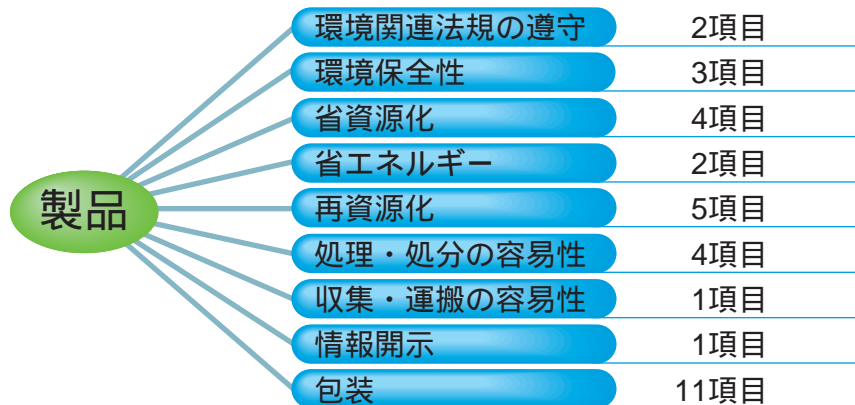 環境関連法規の遵守 2項目
環境保全性 3項目
省資源化 4項目
省エネルギー 2項目
製品
再資源化 5項目
処理・処分の容易性 4項目
収集・運搬の容易性 1項目
情報開示 1項目
包装 11項目